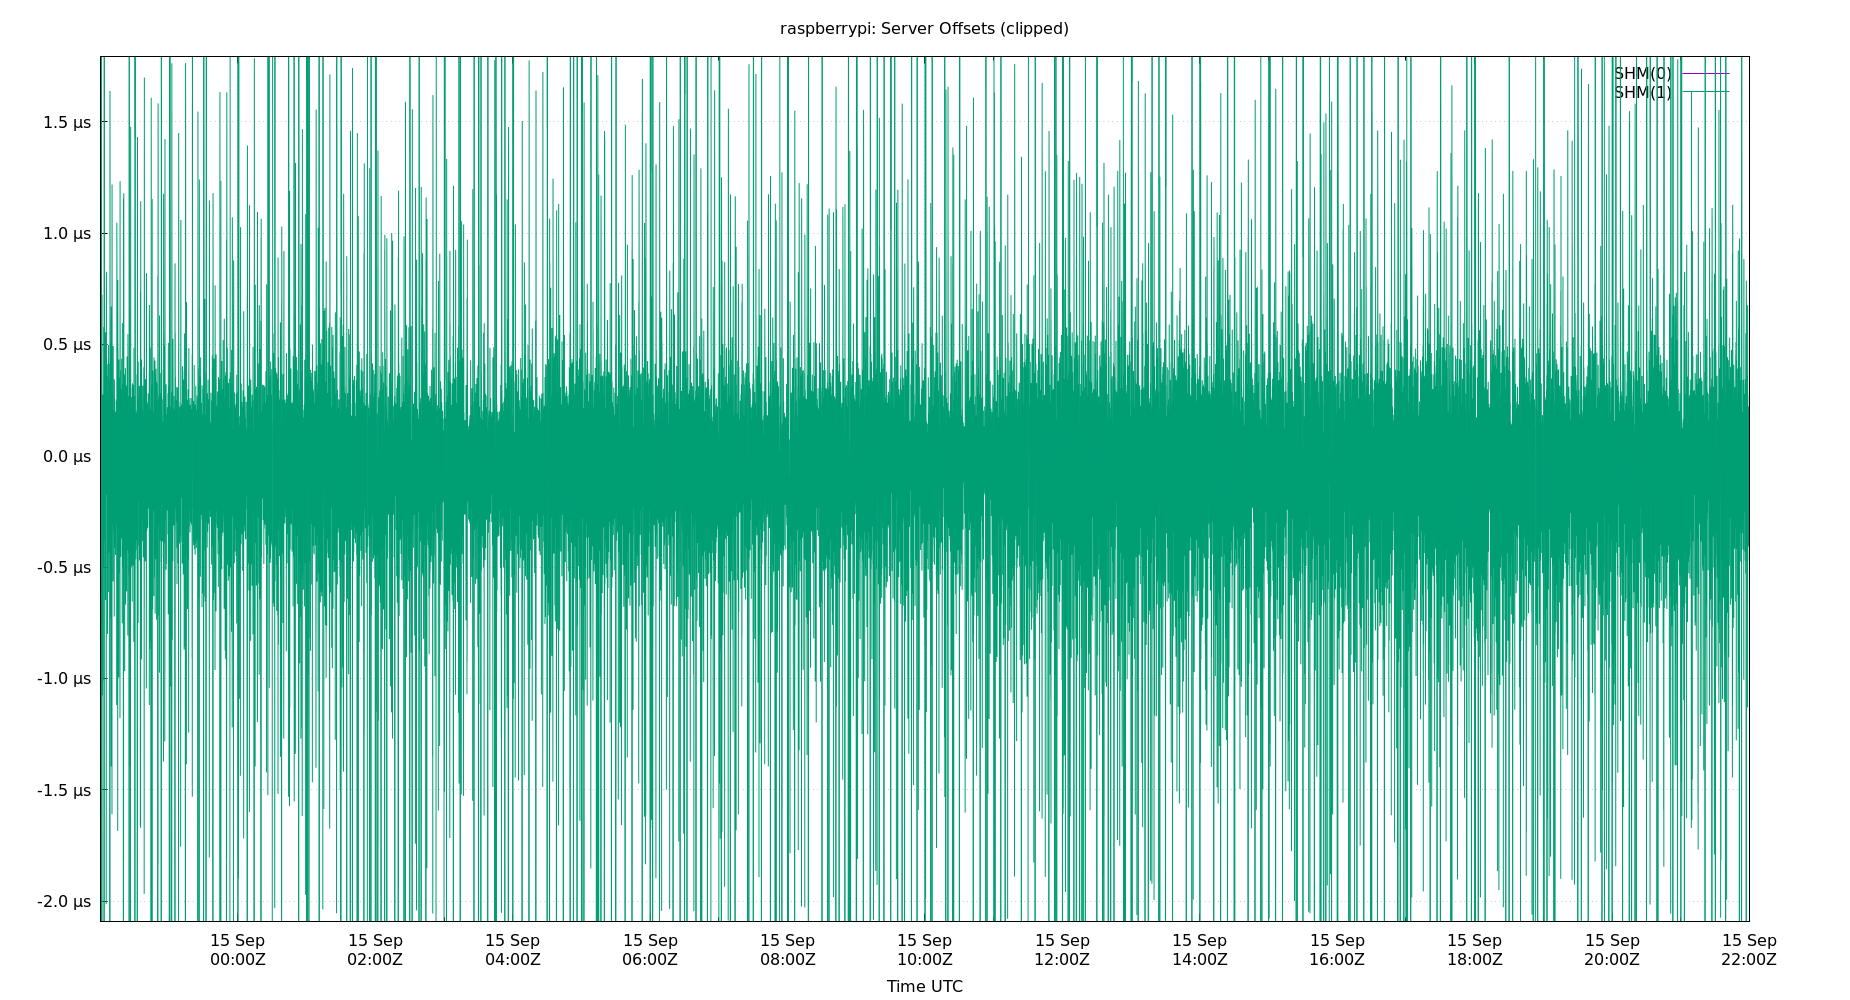 raspberrypi: Server Offsets (clipped)
SHM(0)
SHM(1)
1.5 µs
1.0 µs
0.5 µs
0.0 µs
-0.5 µs
-1.0 µs
-1.5 µs
-2.0 µs
15 Sep 15 Sep 15 Sep 15 Sep 15 Sep 15 Sep 15 Sep 15 Sep 15 Sep 15 Sep 15 Sep 15 Sep
00:00Z 02:00Z 04:00Z 06:00Z 08:00Z 10:00Z 12:00Z 14:00Z 16:00Z 18:00Z 20:00Z 22:00Z
Time UTC